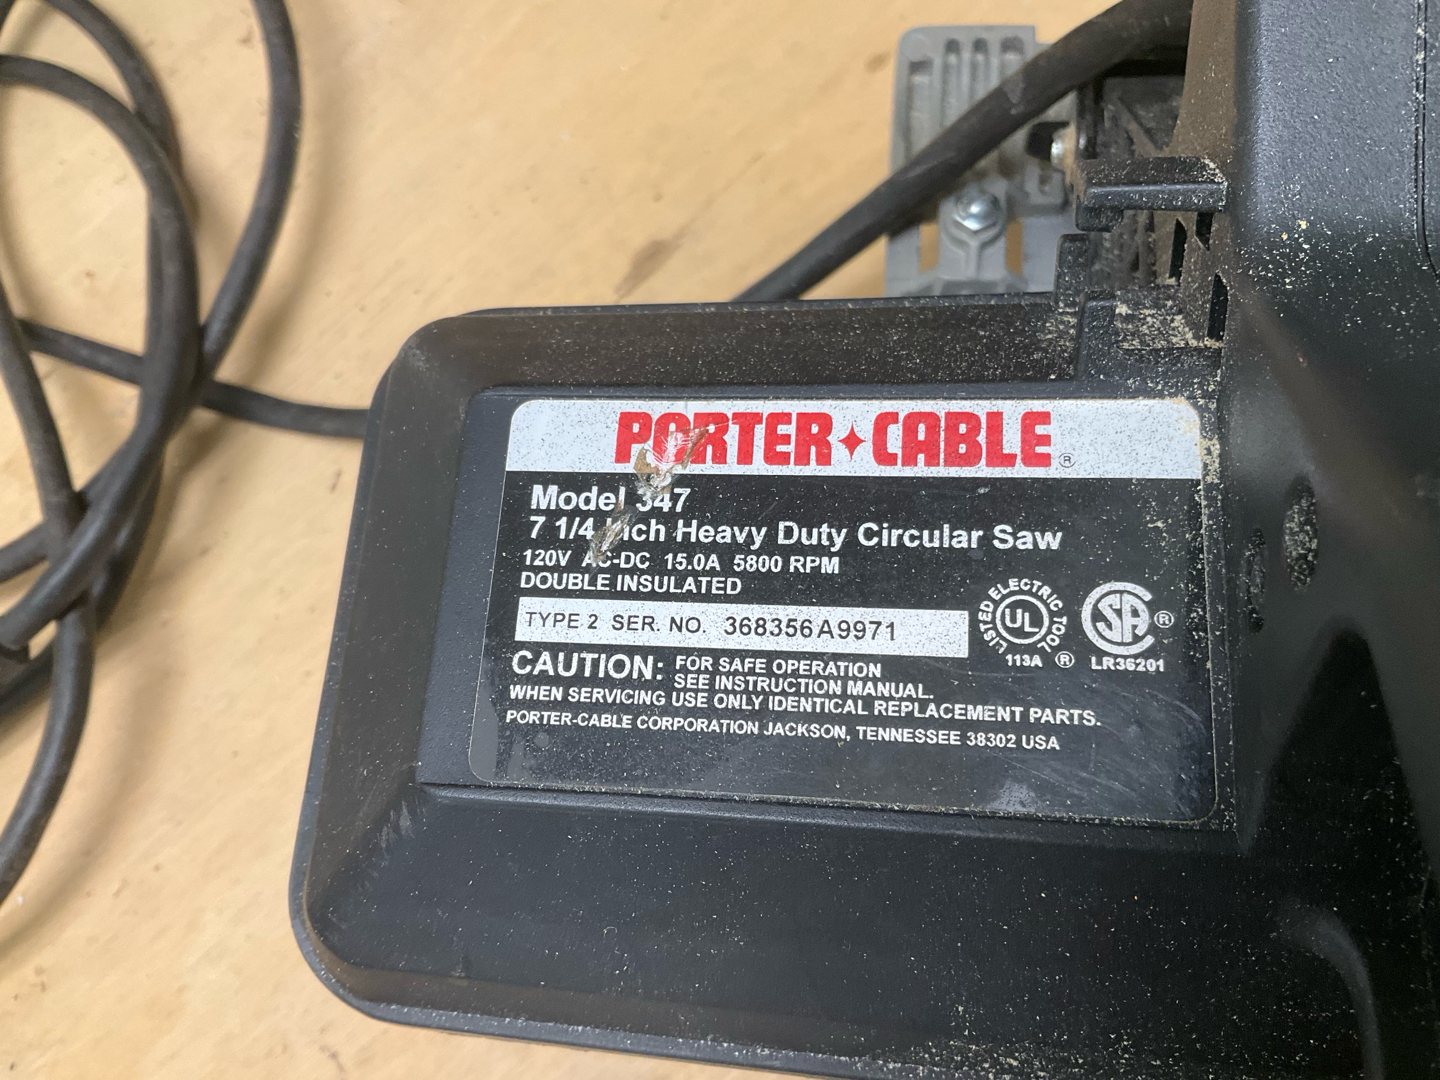 PORTER✦CABLE®
Model 347
7 1/4 Inch Heavy Duty Circular Saw
120V AC-DC 15.0A 5800 RPM
DOUBLE INSULATED
TYPE 2 SER. NO. 368356A9971
LISTED ELECTRIC TOOL
UL
113A ®
SA ®
LR36201
CAUTION: FOR SAFE OPERATION
SEE INSTRUCTION MANUAL.
WHEN SERVICING USE ONLY IDENTICAL REPLACEMENT PARTS.
PORTER-CABLE CORPORATION JACKSON, TENNESSEE 38302 USA